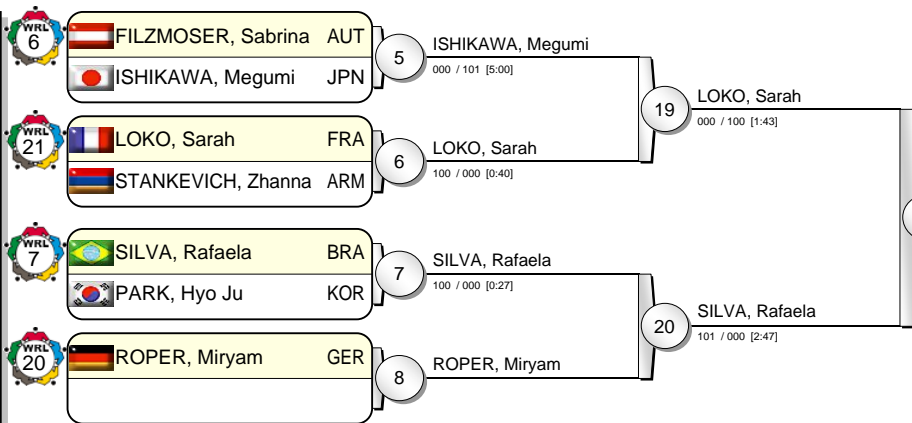 WRL
6
FILZMOSER, Sabrina AUT
ISHIKAWA, Megumi JPN
5
ISHIKAWA, Megumi
000 / 101 [5:00]
WRL
21
LOKO, Sarah FRA
STANKEVICH, Zhanna ARM
6
LOKO, Sarah
100 / 000 [0:40]
19
LOKO, Sarah
000 / 100 [1:43]
WRL
7
SILVA, Rafaela BRA
PARK, Hyo Ju KOR
7
SILVA, Rafaela
100 / 000 [0:27]
WRL
20
ROPER, Miryam GER
8
ROPER, Miryam
20
SILVA, Rafaela
101 / 000 [2:47]